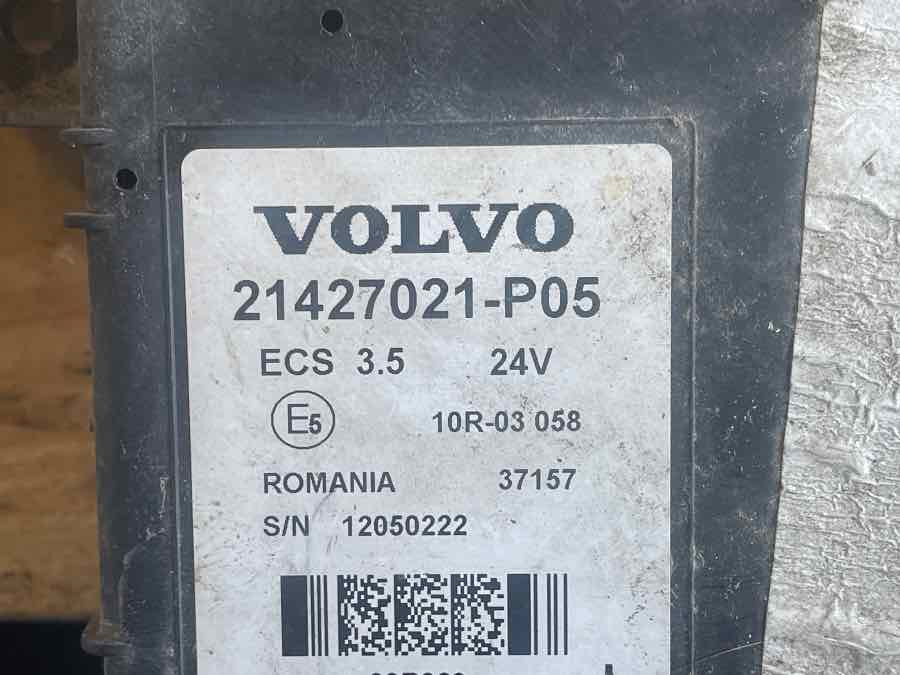 VOLVO
21427021-P05
ECS 3.5 24V
E5 10R-03 058
ROMANIA 37157
S/N 12050222